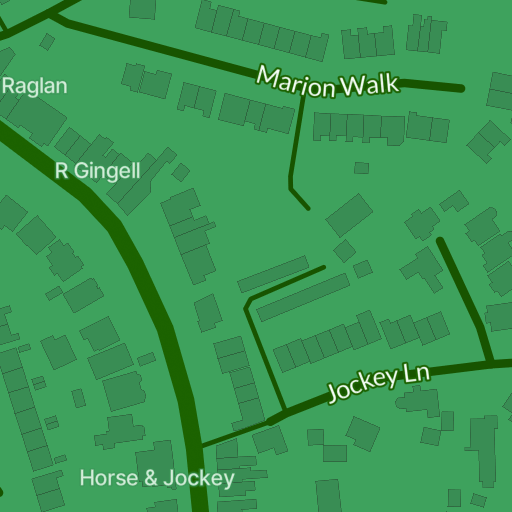 Marion Walk
Raglan
R Gingell
Jockey Ln
Horse & Jockey